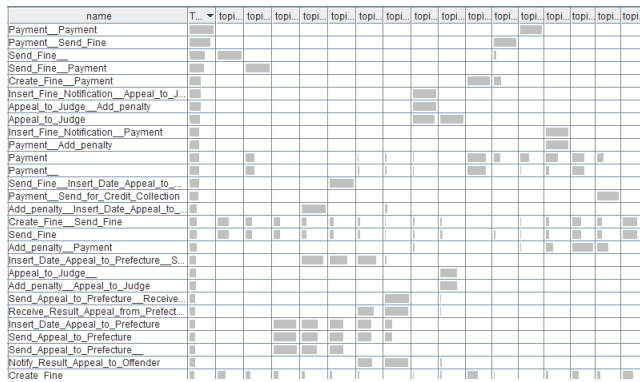 name T... topi... topi... topi... topi... topi... topi... topi... topi... topi... topi... topi... topi... topi... topi... topi... topi...
Payment__Payment
Payment__Send_Fine
Send_Fine__
Send_Fine__Payment
Create_Fine__Payment
Insert_Fine_Notification__Appeal_to_J...
Appeal_to_Judge__Add_penalty
Appeal_to_Judge
Insert_Fine_Notification__Payment
Payment__Add_penalty
Payment
Payment__
Send_Fine__Insert_Date_Appeal_to_...
Payment__Send_for_Credit_Collection
Add_penalty__Insert_Date_Appeal_to_...
Create_Fine__Send_Fine
Send_Fine
Add_penalty__Payment
Insert_Date_Appeal_to_Prefecture__S...
Appeal_to_Judge__
Add_penalty__Appeal_to_Judge
Send_Appeal_to_Prefecture__Receive...
Receive_Result_Appeal_from_Prefect...
Insert_Date_Appeal_to_Prefecture
Send_Appeal_to_Prefecture
Send_Appeal_to_Prefecture__
Notify_Result_Appeal_to_Offender
Create_Fine